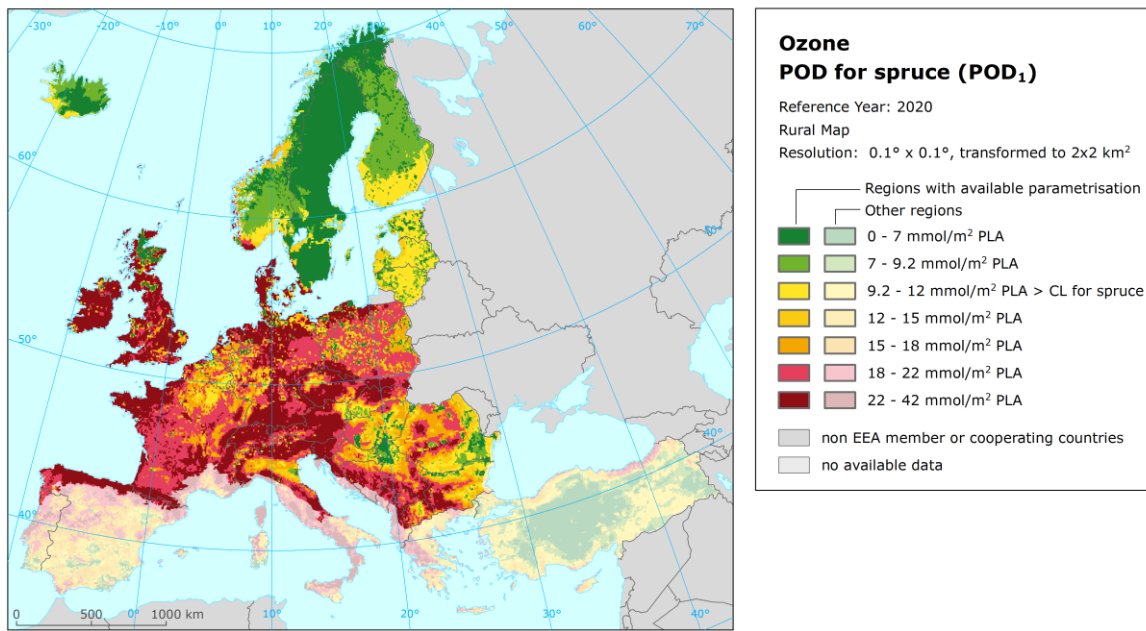 -30° -20° -10° 0° 10° 20° 30° 40° 50° 60° 70°
60°
50°
50°
40°
40°
0 500 1000 km
0° 10° 20° 30° 40°
Ozone
POD for spruce (POD₁)
Reference Year: 2020
Rural Map
Resolution: 0.1° x 0.1°, transformed to 2x2 km²
Regions with available parametrisation
Other regions
0 - 7 mmol/m² PLA
7 - 9.2 mmol/m² PLA
9.2 - 12 mmol/m² PLA > CL for spruce
12 - 15 mmol/m² PLA
15 - 18 mmol/m² PLA
18 - 22 mmol/m² PLA
22 - 42 mmol/m² PLA
non EEA member or cooperating countries
no available data